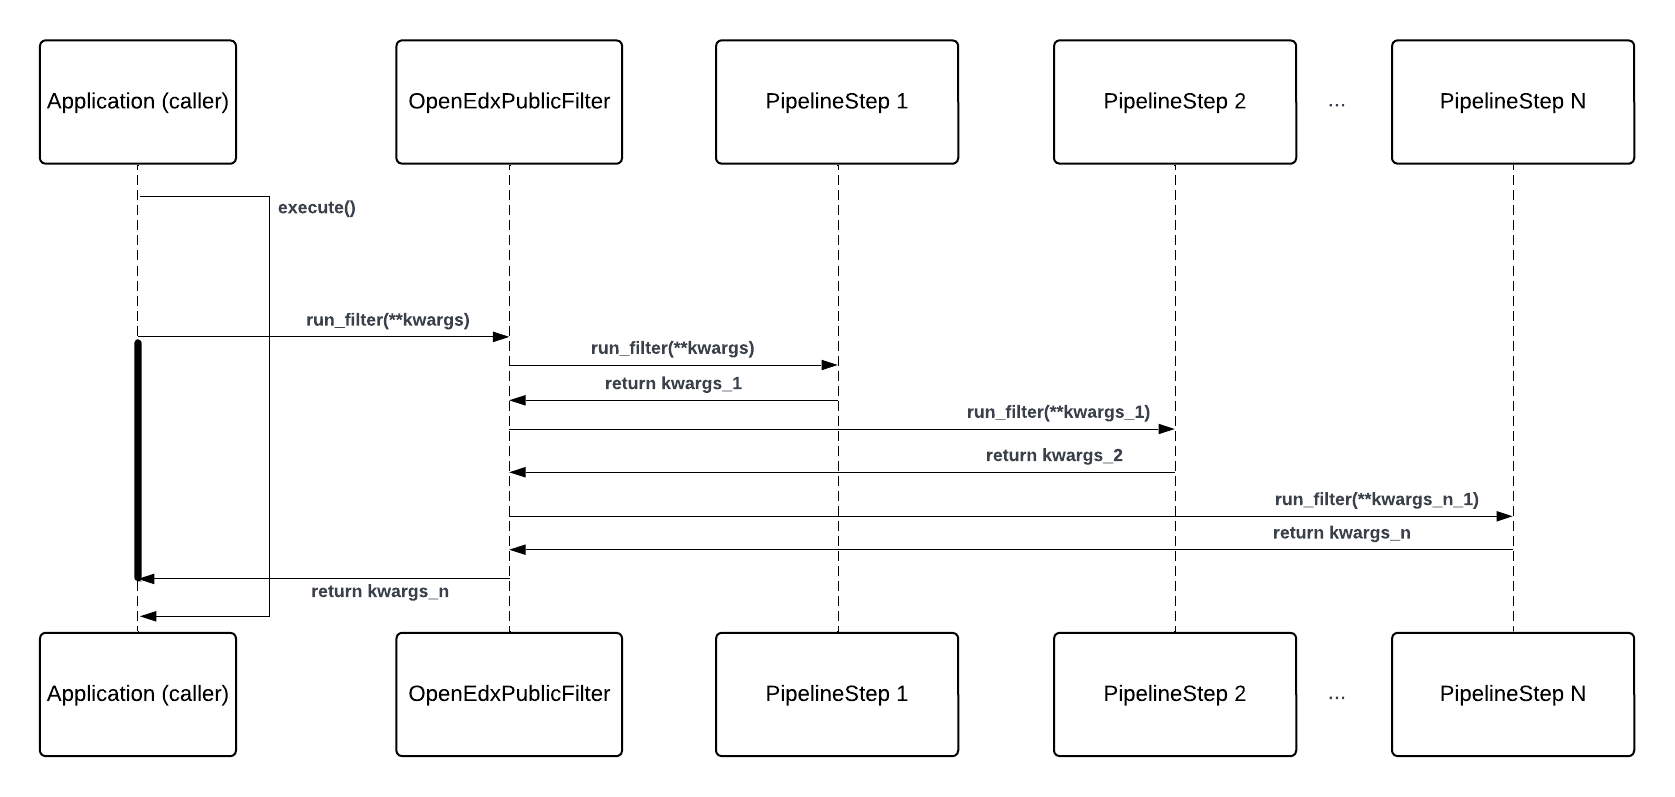 Application (caller)
OpenEdxPublicFilter
PipelineStep 1
PipelineStep 2
...
PipelineStep N
execute()
run_filter(**kwargs)
run_filter(**kwargs)
return kwargs_1
run_filter(**kwargs_1)
return kwargs_2
run_filter(**kwargs_n_1)
return kwargs_n
return kwargs_n
Application (caller)
OpenEdxPublicFilter
PipelineStep 1
PipelineStep 2
...
PipelineStep N